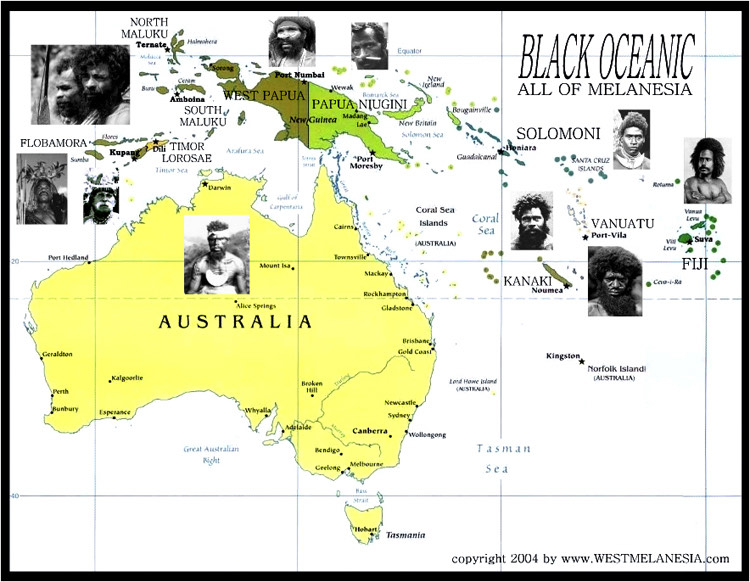 BLACK OCEANIC
ALL OF MELANESIA
NORTH
MALUKU
Ternate
Halmahera
Molucca
Sea
Equator
Sorong
Port Numbai
Wewak
New
Ireland
Bismarck Sea
Buru
Ceram
Amboina
WEST PAPUA
PAPUA NIUGINI
Madang
Lae
New Guinea
New Britain
Bougainville
SOUTH
MALUKU
SOLOMONI
Solomon Sea
FLOBAMORA
Flores
Sumba
Kupang
Dili
TIMOR
LOROSAE
Timor Sea
Arafura Sea
Port
Moresby
Guadalcanal
Honiara
SANTA CRUZ
ISLANDS
Rotuma
Darwin
Gulf of
Carpentaria
Coral Sea
Islands
(AUSTRALIA)
Coral
Sea
VANUATU
Port-Vila
Vanua
Levu
Viti
Levu
Suva
FIJI
Cairns
Port Hedland
20
Mount Isa
Townsville
Mackay
KANAKI
Noumea
Ceva-i-Ra
Rockhampton
Gladstone
Alice Springs
AUSTRALIA
Brisbane
Gold Coast
Kingston
Norfolk Islandi
(AUSTRALIA)
Geraldton
Kalgoorlie
Broken
Hill
Darling
Lord Howe Island
(AUSTRALIA)
Perth
Bunbury
Esperance
Whyalla
Adelaide
Newcastle
Sydney
Canberra
Wollongong
Great Australian
Bight
Bendigo
Geelong
Melbourne
Tasman
Sea
40
Bass
Strait
Hobart
Tasmania
copyright 2004 by www.WESTMELANESIA.com